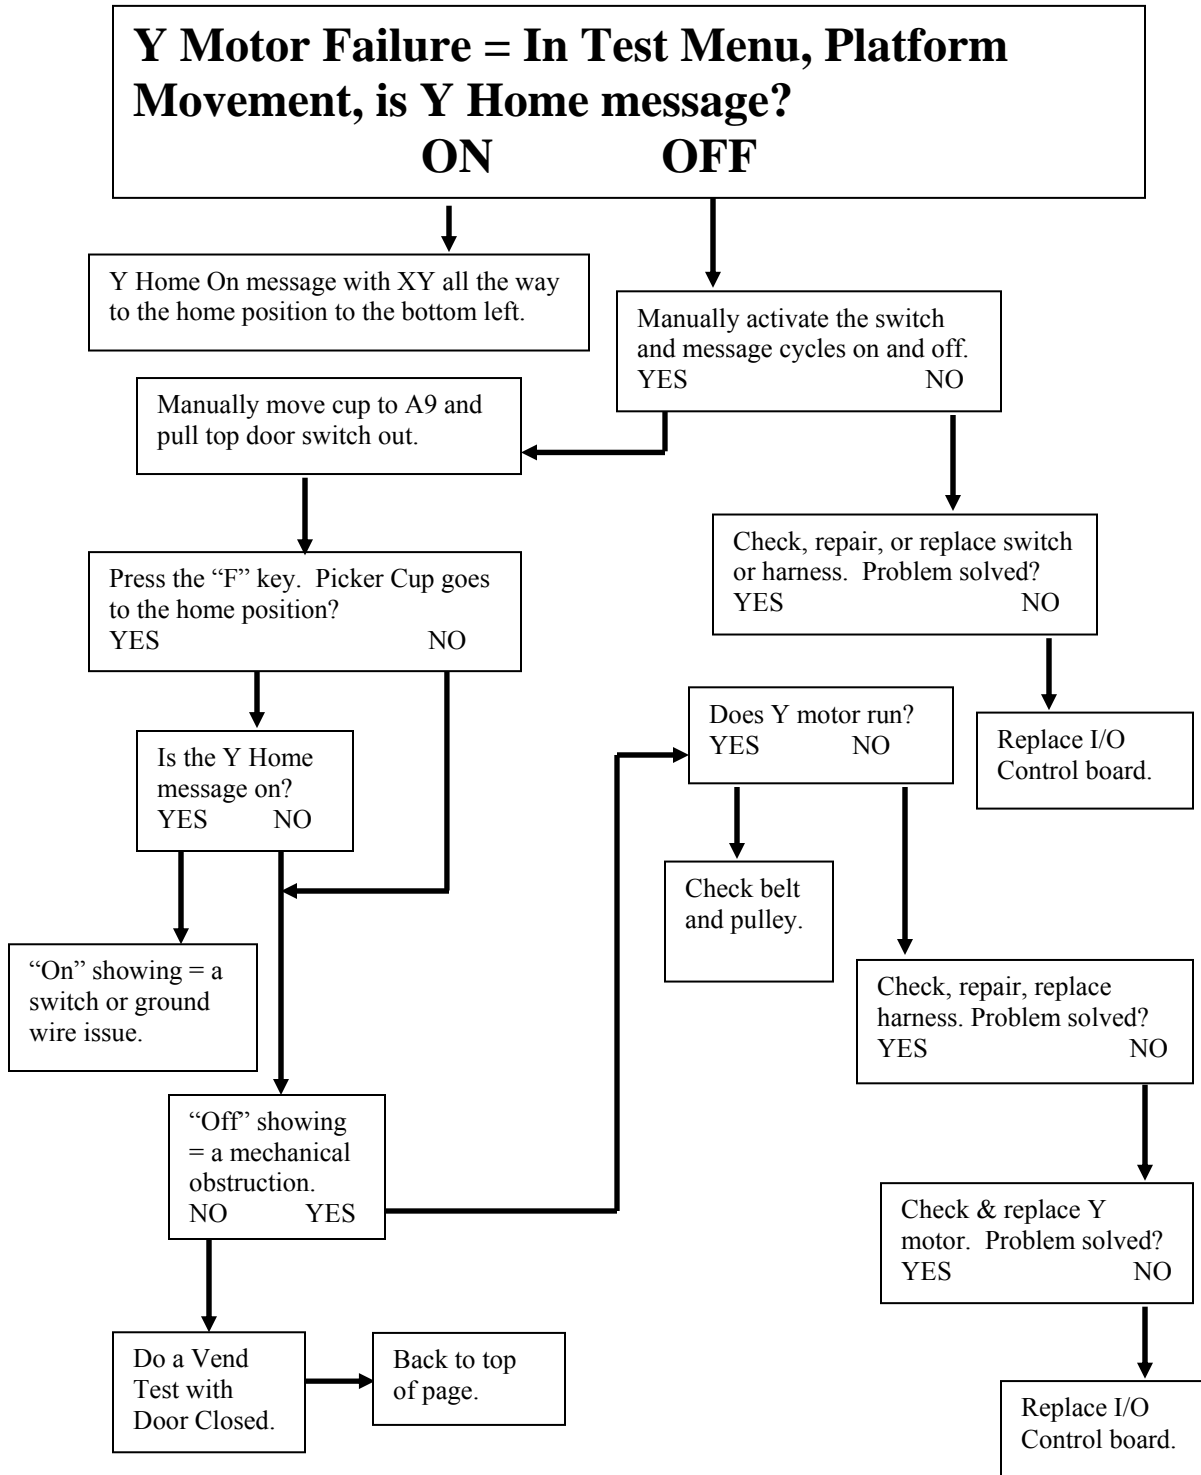 Y Motor Failure = In Test Menu, Platform
Movement, is Y Home message?
ON OFF
Y Home On message with XY all the way
to the home position to the bottom left.
Manually activate the switch
and message cycles on and off.
YES NO
Manually move cup to A9 and
pull top door switch out.
Press the “F” key. Picker Cup goes
to the home position?
YES NO
Check, repair, or replace switch
or harness. Problem solved?
YES NO
Does Y motor run?
YES NO
Replace I/O
Control board.
Is the Y Home
message on?
YES NO
Check belt
and pulley.
“On” showing = a
switch or ground
wire issue.
Check, repair, replace
harness. Problem solved?
YES NO
“Off” showing
= a mechanical
obstruction.
NO YES
Check & replace Y
motor. Problem solved?
YES NO
Do a Vend
Test with
Door Closed.
Back to top
of page.
Replace I/O
Control board.